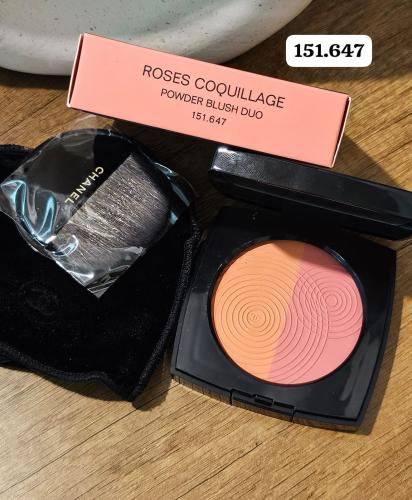 151.647
ROSES COQUILLAGE
POWDER BLUSH DUO
151.647
CHANEL